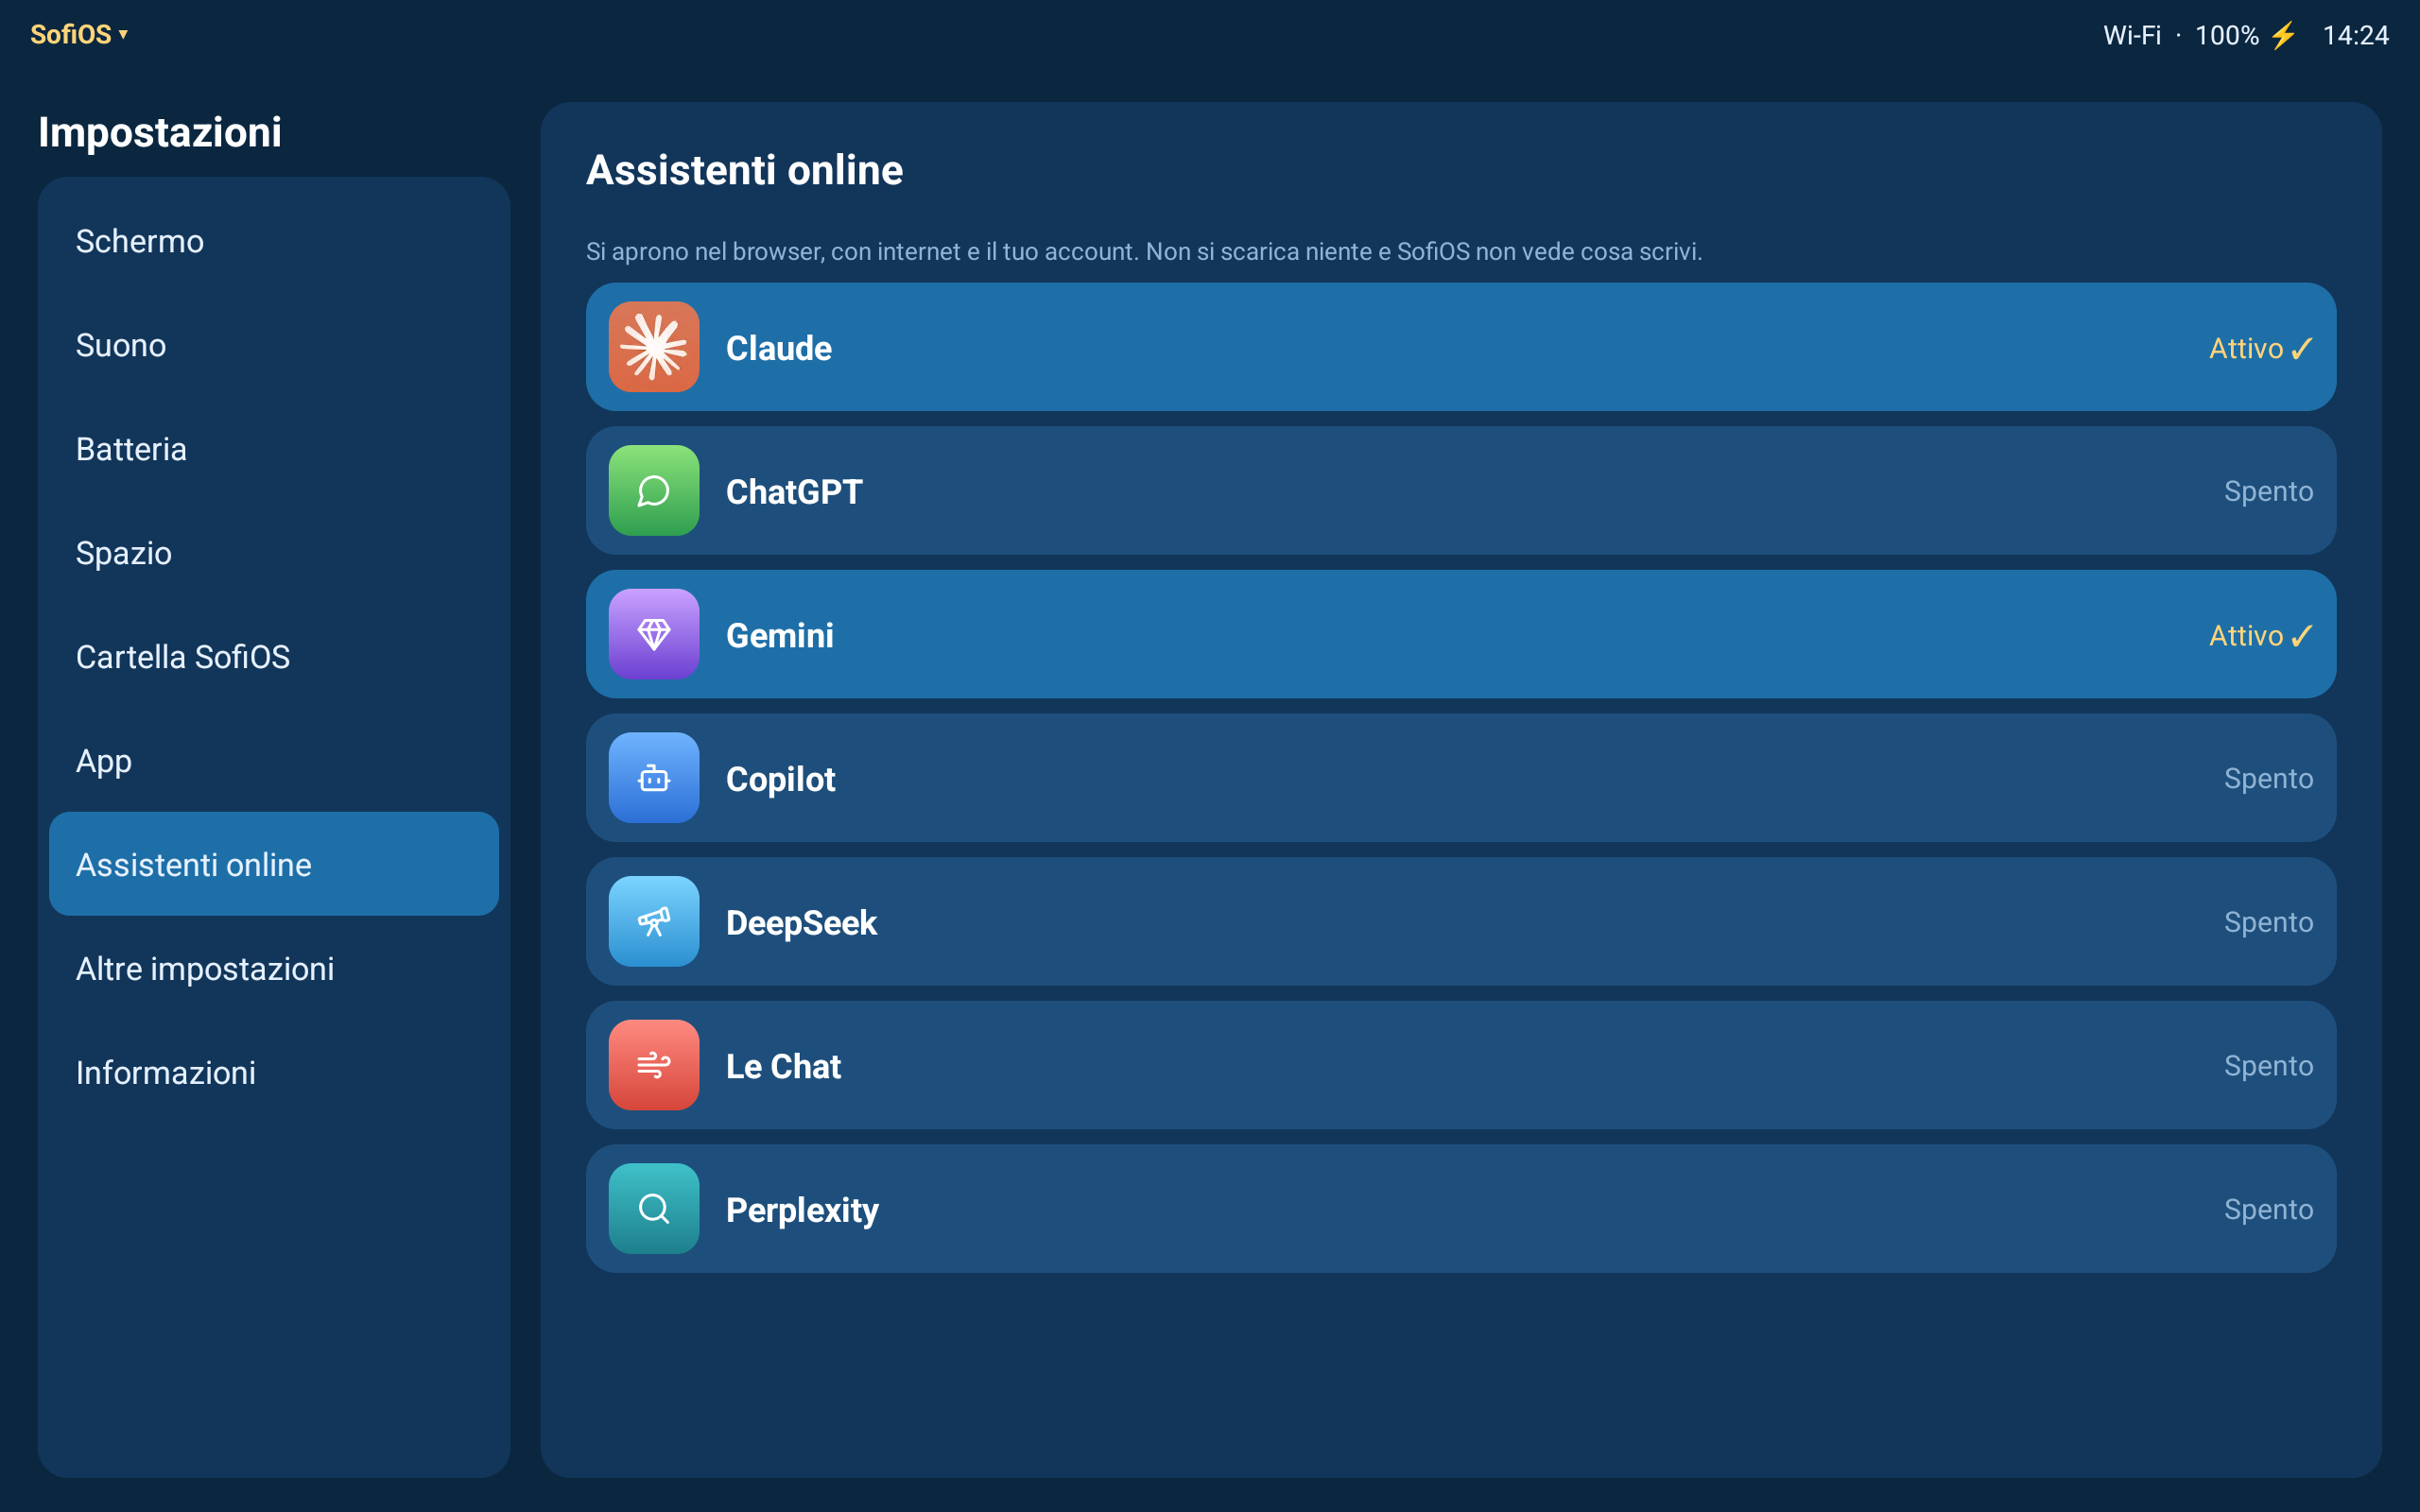 SofiOS ▾
Wi-Fi · 100% ⚡ 14:24
Impostazioni
Schermo
Suono
Batteria
Spazio
Cartella SofiOS
App
Assistenti online
Altre impostazioni
Informazioni
Assistenti online
Si aprono nel browser, con internet e il tuo account. Non si scarica niente e SofiOS non vede cosa scrivi.
Claude Attivo ✓
ChatGPT Spento
Gemini Attivo ✓
Copilot Spento
DeepSeek Spento
Le Chat Spento
Perplexity Spento